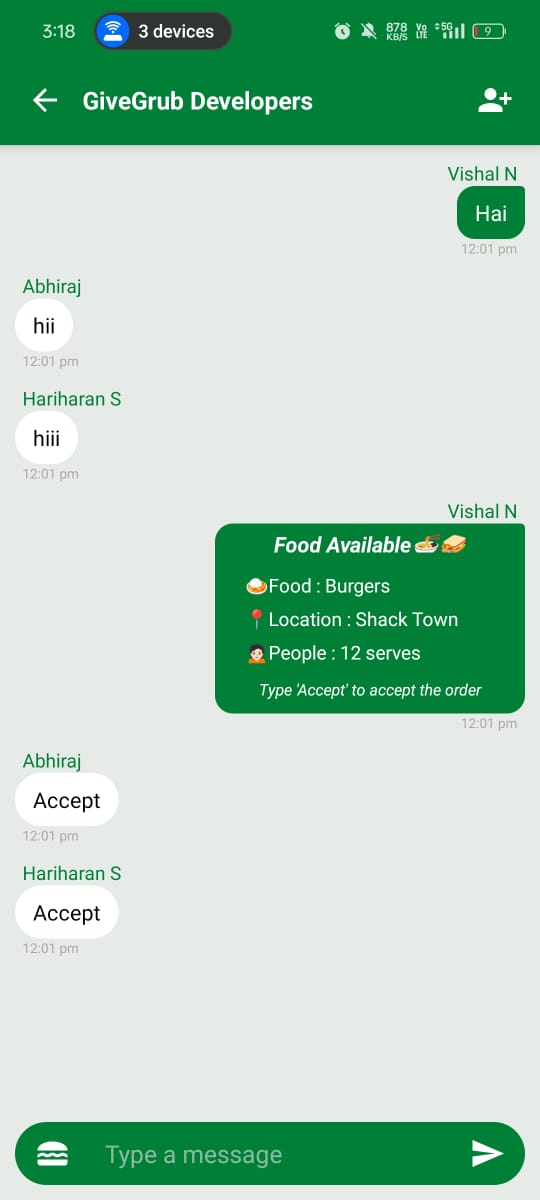 3:18 3 devices 878 KB/S Vo LTE 5G 9
GiveGrub Developers
Vishal N
Hai
12:01 pm
Abhiraj
hii
12:01 pm
Hariharan S
hiii
12:01 pm
Vishal N
Food Available🍜🥪
🍛Food : Burgers
📍Location : Shack Town
🙍🏻People : 12 serves
Type 'Accept' to accept the order
12:01 pm
Abhiraj
Accept
12:01 pm
Hariharan S
Accept
12:01 pm
Type a message